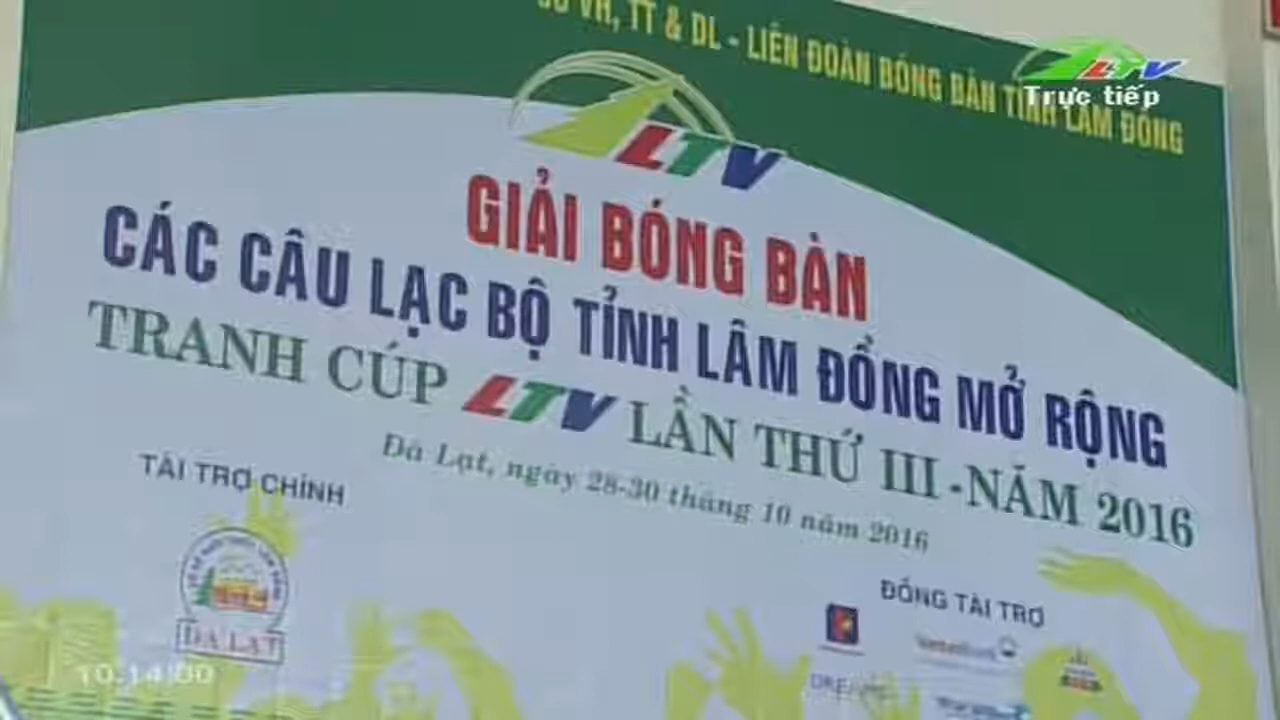 VH, TT & DL - LIÊN ĐOÀN BÓNG BÀN TỈNH LÂM ĐỒNG
LTV
Trực tiếp
LTV
GIẢI BÓNG BÀN
CÁC CÂU LẠC BỘ TỈNH LÂM ĐỒNG MỞ RỘNG
TRANH CÚP LTV LẦN THỨ III - NĂM 2016
Đà Lạt, ngày 28-30 tháng 10 năm 2016
TÀI TRỢ CHÍNH
ĐỒNG TÀI TRỢ
DA LAT
10:14:00